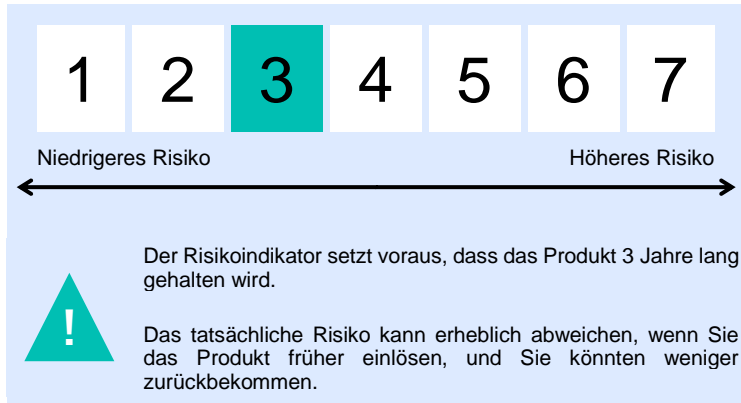 1 2 3 4 5 6 7
Niedrigeres Risiko Höheres Risiko
Der Risikoindikator setzt voraus, dass das Produkt 3 Jahre lang
gehalten wird.
!
Das tatsächliche Risiko kann erheblich abweichen, wenn Sie
das Produkt früher einlösen, und Sie könnten weniger
zurückbekommen.